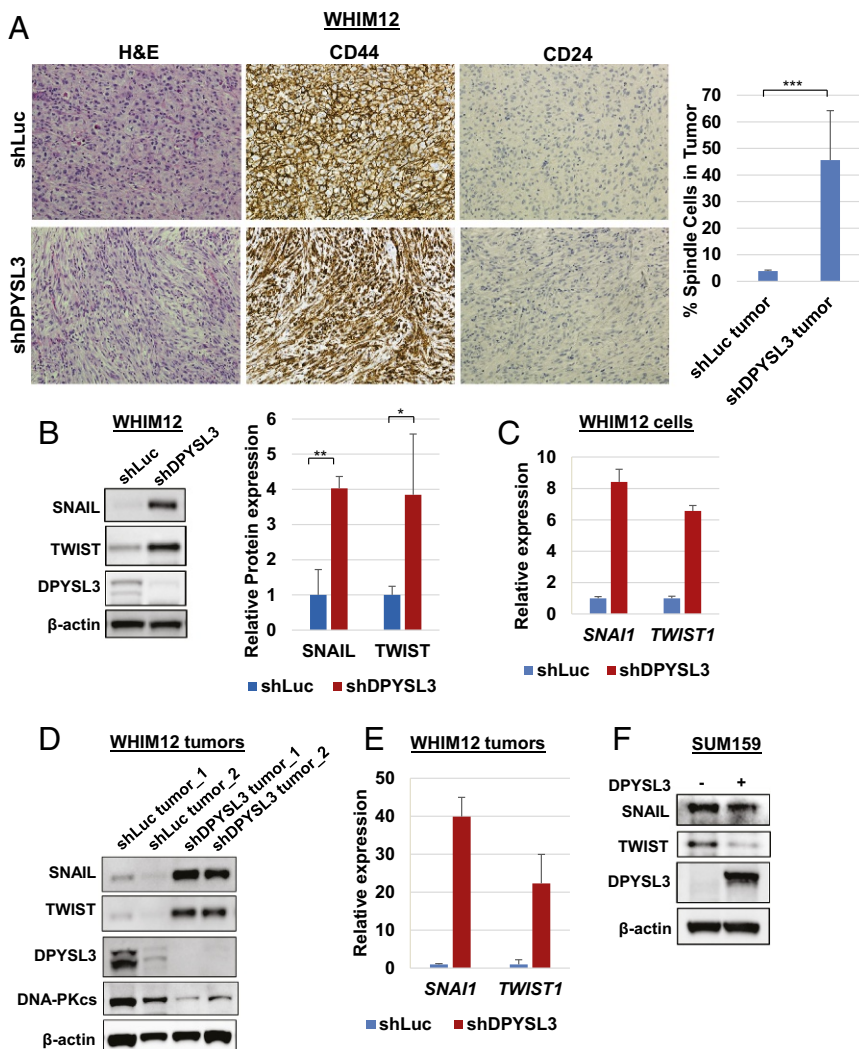 A
WHIM12
H&E
CD44
CD24
shLuc
shDPYSL3
% Spindle Cells in Tumor
70
60
50
40
30
20
10
0
***
shLuc tumor
shDPYSL3 tumor
B
WHIM12
shLuc
shDPYSL3
SNAIL
TWIST
DPYSL3
β-actin
Relative Protein expression
6
5
4
3
2
1
0
**
*
SNAIL
TWIST
shLuc
shDPYSL3
C
WHIM12 cells
Relative expression
10
8
6
4
2
0
SNAI1
TWIST1
shLuc
shDPYSL3
D
WHIM12 tumors
shLuc tumor_1
shLuc tumor_2
shDPYSL3 tumor_1
shDPYSL3 tumor_2
SNAIL
TWIST
DPYSL3
DNA-PKcs
β-actin
E
WHIM12 tumors
Relative expression
50
40
30
20
10
0
SNAI1
TWIST1
shLuc
shDPYSL3
F
SUM159
DPYSL3 - +
SNAIL
TWIST
DPYSL3
β-actin